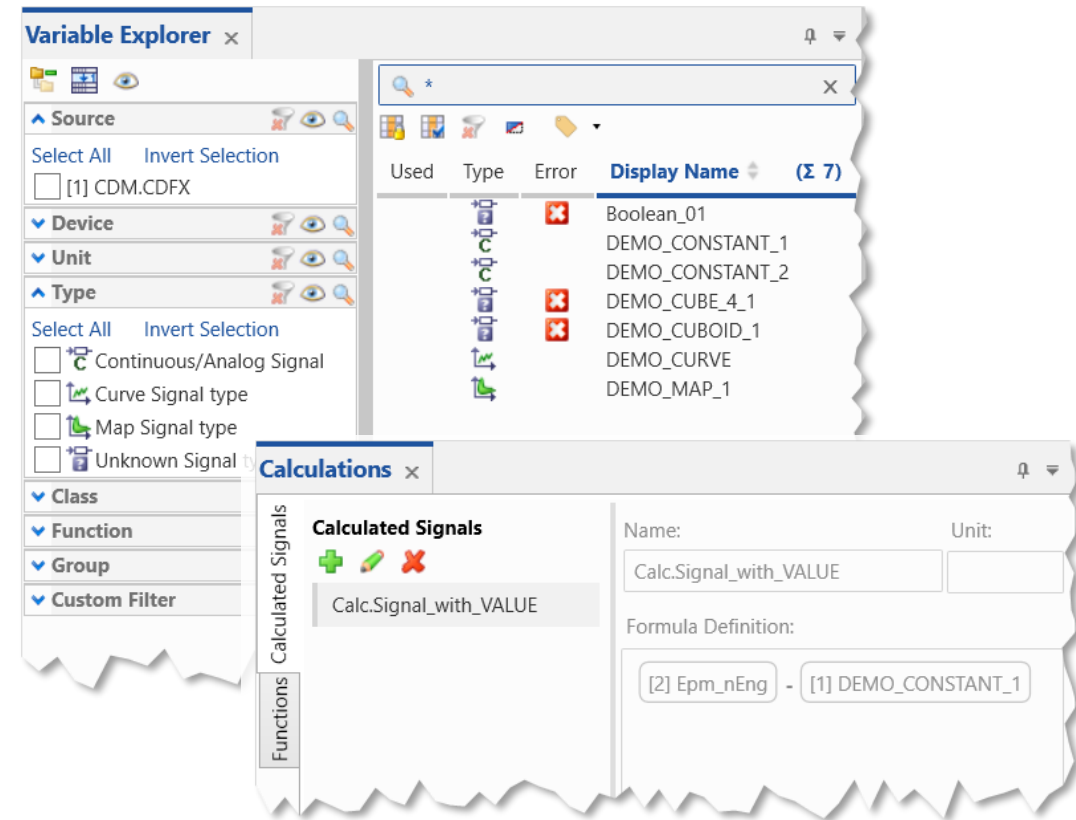 Variable Explorer
Source
Select All Invert Selection
[1] CDM.CDFX
Device
Unit
Type
Select All Invert Selection
C Continuous/Analog Signal
Curve Signal type
Map Signal type
? Unknown Signal
Class
Function
Group
Custom Filter
*
Used Type Error Display Name (Σ 7)
? Boolean_01
C DEMO_CONSTANT_1
C DEMO_CONSTANT_2
? DEMO_CUBE_4_1
? DEMO_CUBOID_1
DEMO_CURVE
DEMO_MAP_1
Calculations
Calculated Signals
Functions
Calculated Signals
Calc.Signal_with_VALUE
Name: Unit:
Calc.Signal_with_VALUE
Formula Definition:
[2] Epm_nEng - [1] DEMO_CONSTANT_1